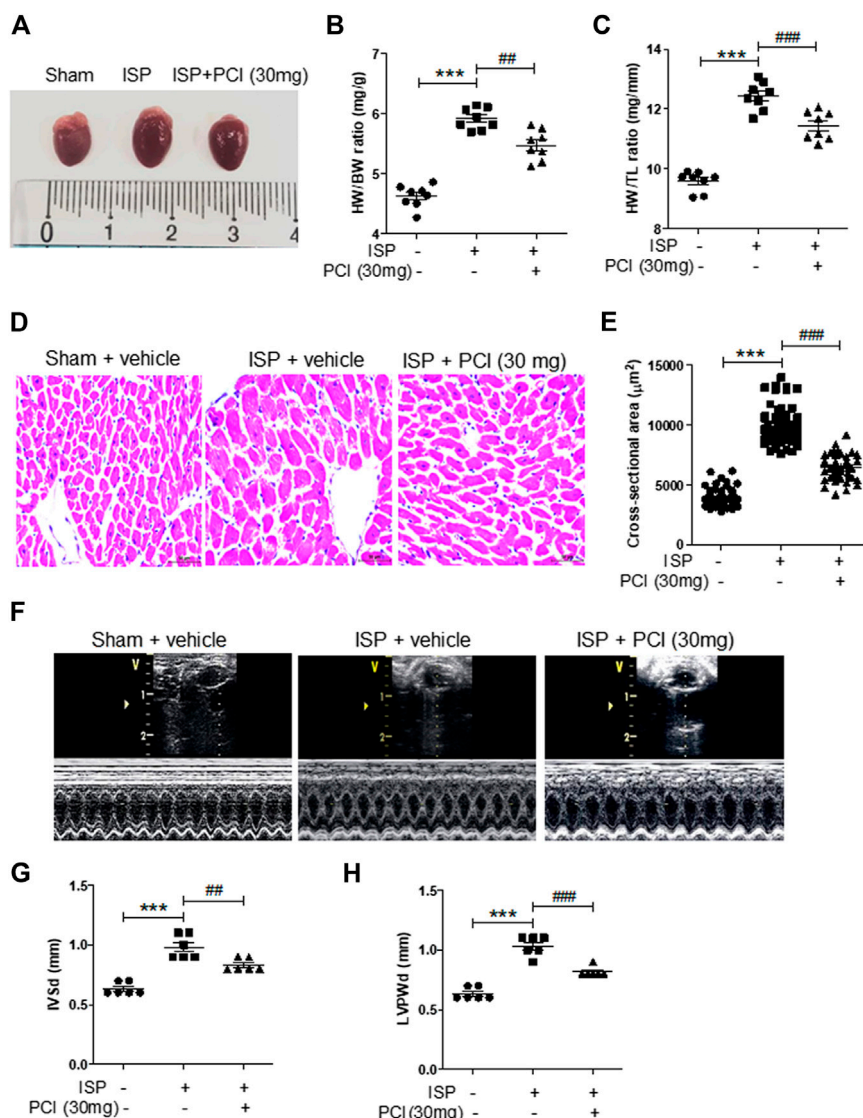 A
Sham ISP ISP+PCI (30mg)
0 1 2 3 4
B
HW/BW ratio (mg/g)
7
6
5
4
*** ##
ISP - + +
PCI (30mg) - - +
C
HW/TL ratio (mg/mm)
14
12
10
8
*** ###
ISP - + +
PCI (30mg) - - +
D
Sham + vehicle ISP + vehicle ISP + PCI (30 mg)
E
Cross-sectional area (μm²)
15000
10000
5000
0
*** ###
ISP - + +
PCI (30mg) - - +
F
Sham + vehicle ISP + vehicle ISP + PCI (30mg)
V V V
1 1 1
2 2 2
G
IVSd (mm)
1.5
1.0
0.5
0.0
*** ##
ISP - + +
PCI (30mg) - - +
H
LVPWd (mm)
1.5
1.0
0.5
0.0
*** ###
ISP - + +
PCI(30mg) - - +